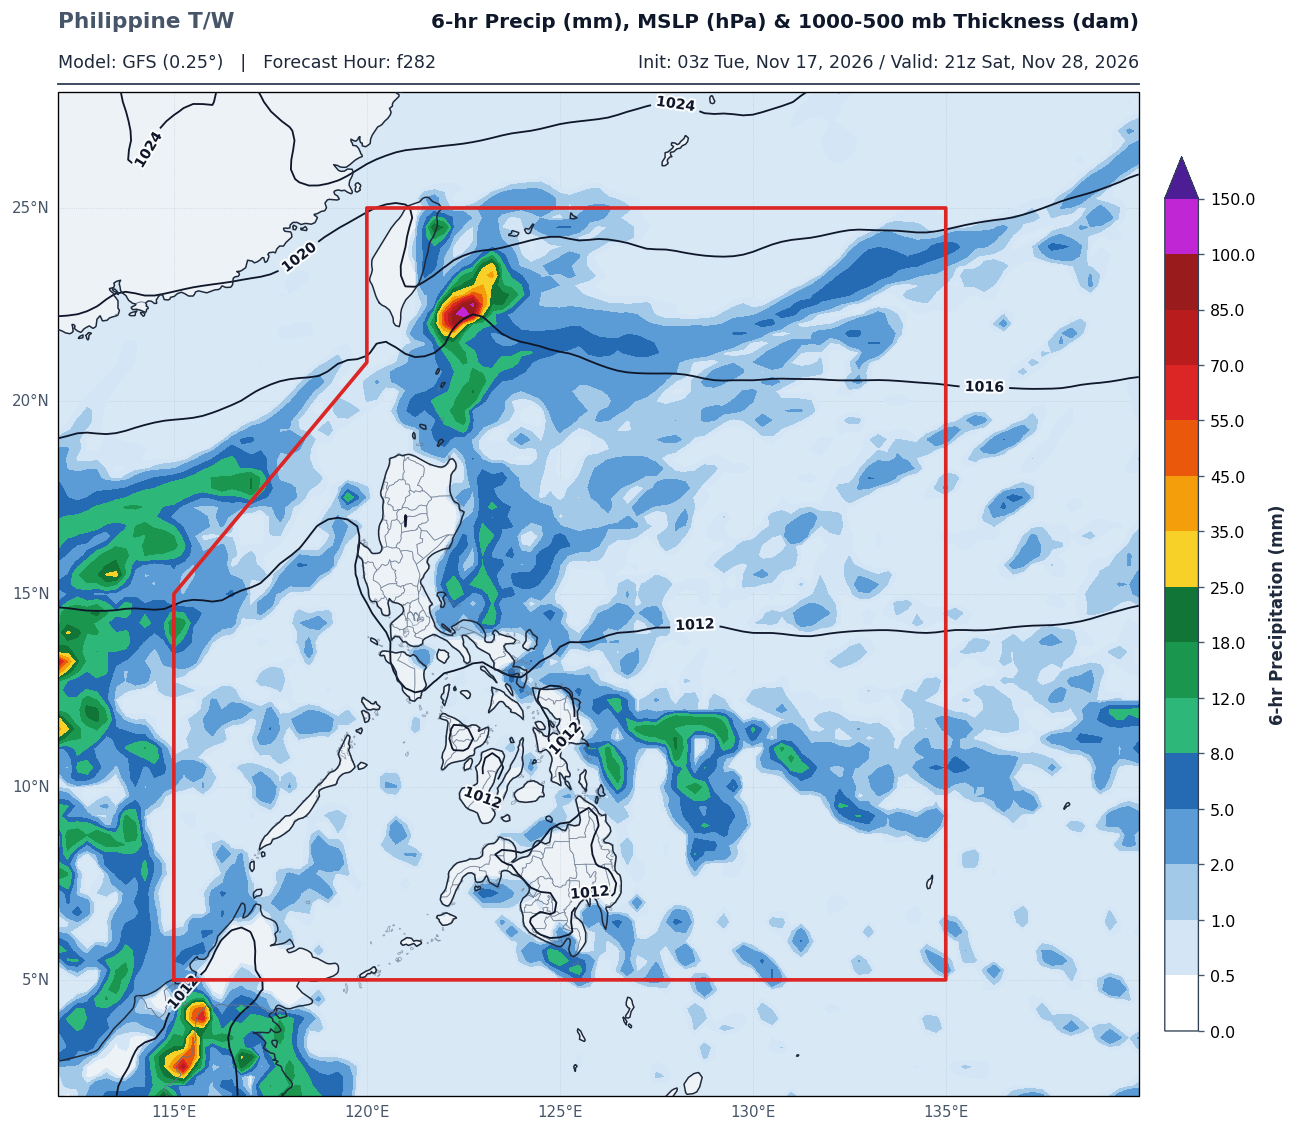 Philippine T/W
6-hr Precip (mm), MSLP (hPa) & 1000-500 mb Thickness (dam)
Model: GFS (0.25°) | Forecast Hour: f282
Init: 03z Tue, Nov 17, 2026 / Valid: 21z Sat, Nov 28, 2026
1024
1024
1020
1016
1012
1012
1012
1012
1012
25°N
20°N
15°N
10°N
5°N
115°E
120°E
125°E
130°E
135°E
150.0
100.0
85.0
70.0
55.0
45.0
35.0
25.0
18.0
12.0
8.0
5.0
2.0
1.0
0.5
0.0
6-hr Precipitation (mm)